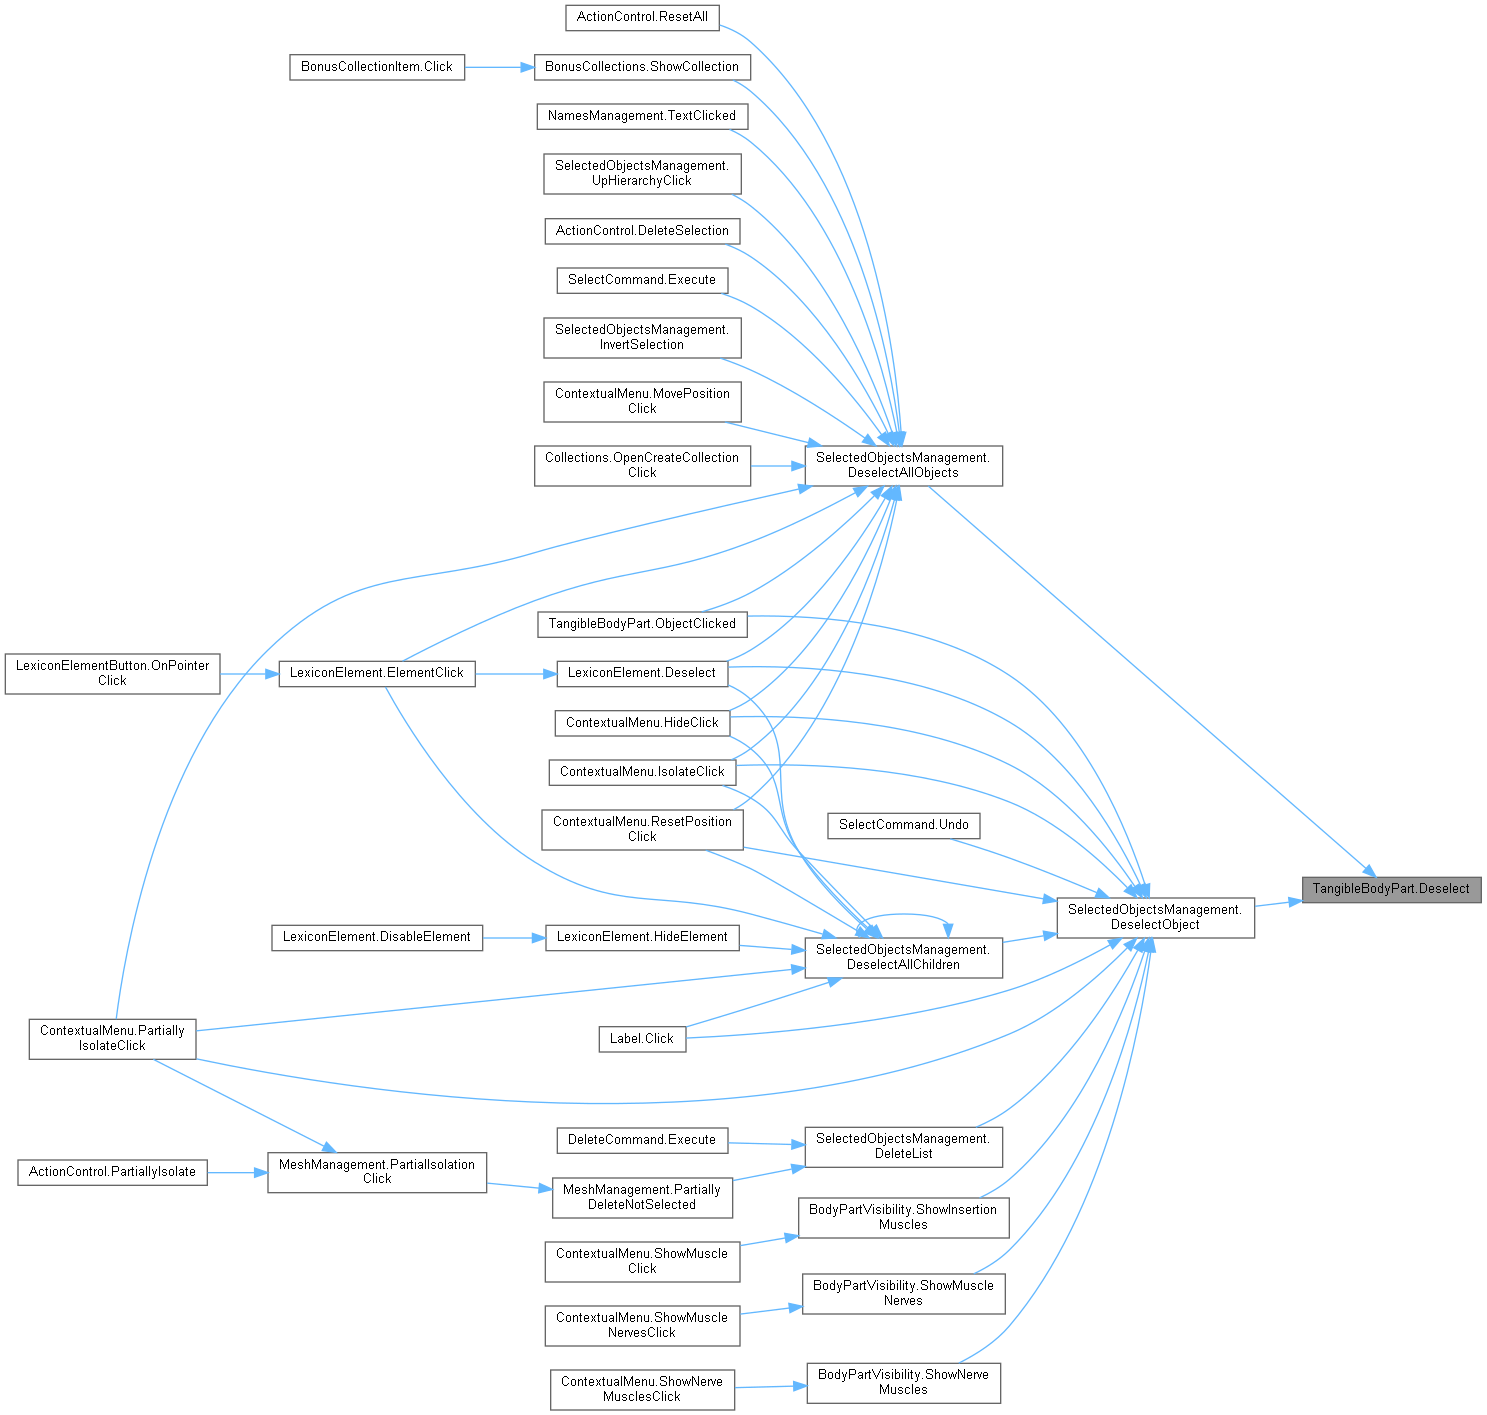 ActionControl.ResetAll
BonusCollectionItem.Click
BonusCollections.ShowCollection
NamesManagement.TextClicked
SelectedObjectsManagement.
UpHierarchyClick
ActionControl.DeleteSelection
SelectCommand.Execute
SelectedObjectsManagement.
InvertSelection
ContextualMenu.MovePosition
Click
Collections.OpenCreateCollection
Click
SelectedObjectsManagement.
DeselectAllObjects
TangibleBodyPart.ObjectClicked
LexiconElementButton.OnPointer
Click
LexiconElement.ElementClick
LexiconElement.Deselect
ContextualMenu.HideClick
ContextualMenu.IsolateClick
ContextualMenu.ResetPosition
Click
SelectCommand.Undo
TangibleBodyPart.Deselect
SelectedObjectsManagement.
DeselectObject
LexiconElement.DisableElement
LexiconElement.HideElement
SelectedObjectsManagement.
DeselectAllChildren
ContextualMenu.Partially
IsolateClick
Label.Click
DeleteCommand.Execute
SelectedObjectsManagement.
DeleteList
ActionControl.PartiallyIsolate
MeshManagement.PartialIsolation
Click
MeshManagement.Partially
DeleteNotSelected
BodyPartVisibility.ShowInsertion
Muscles
ContextualMenu.ShowMuscle
Click
BodyPartVisibility.ShowMuscle
Nerves
ContextualMenu.ShowMuscle
NervesClick
BodyPartVisibility.ShowNerve
Muscles
ContextualMenu.ShowNerve
MusclesClick